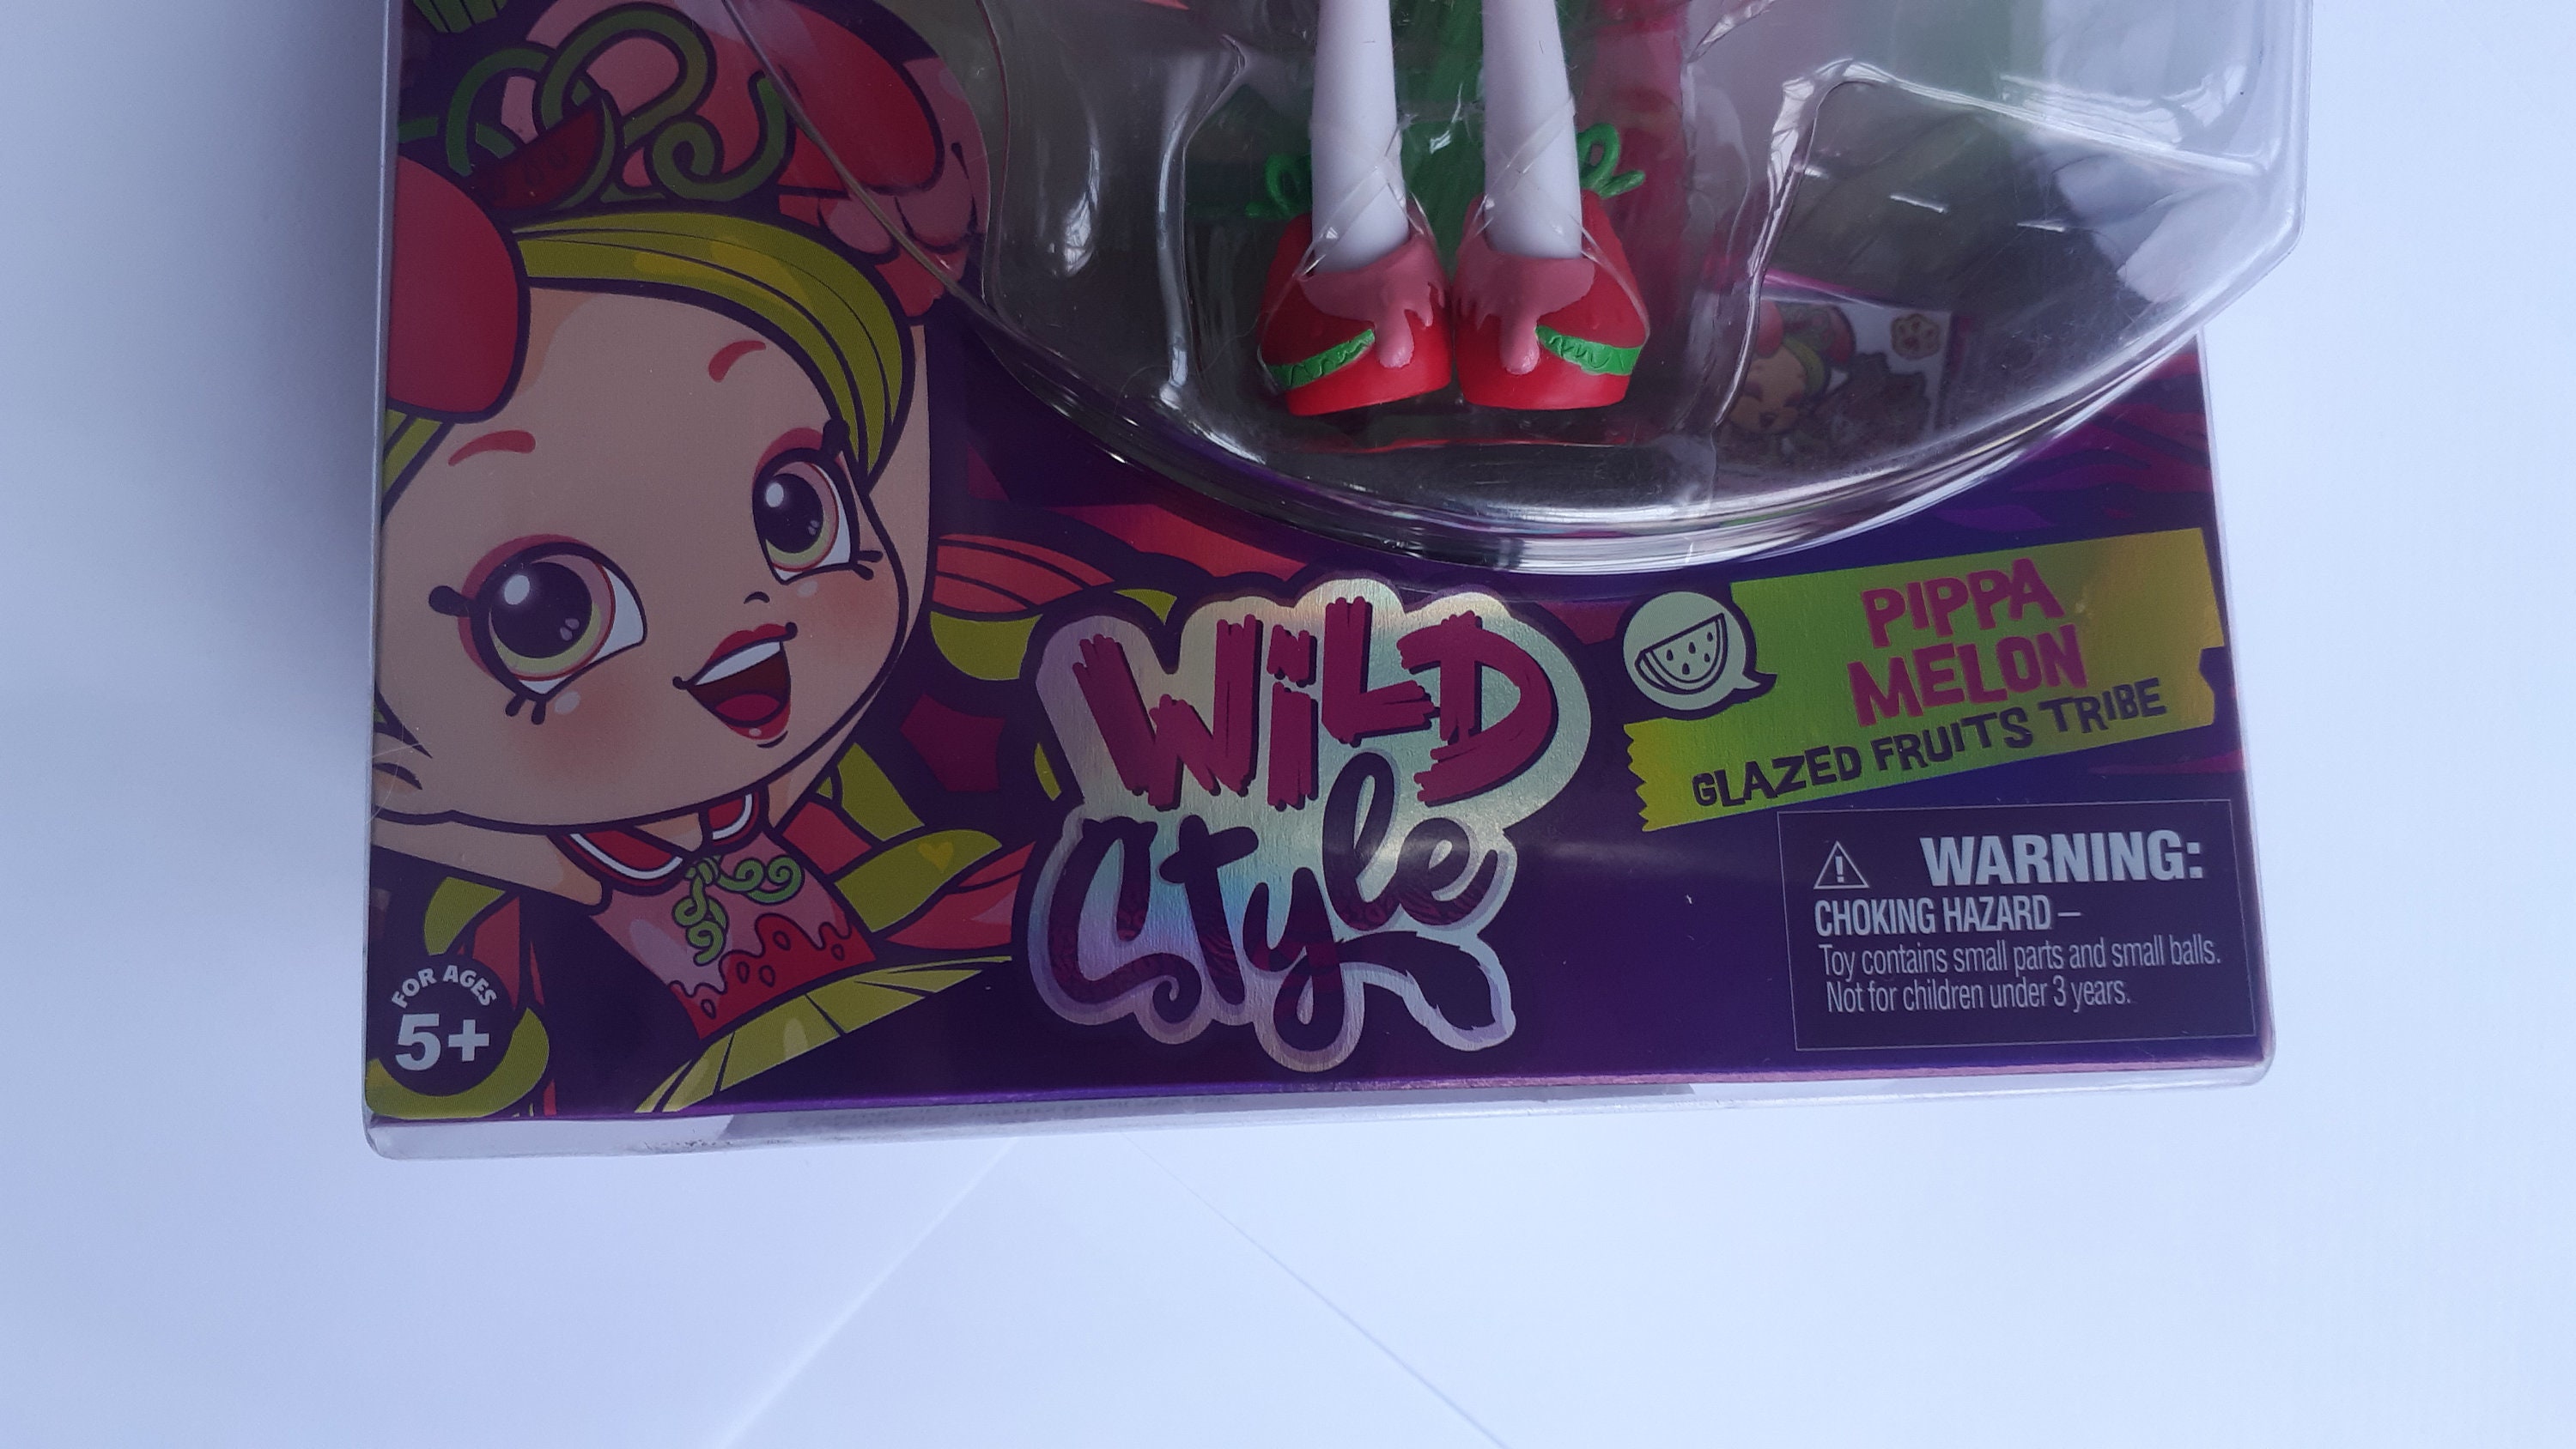 WiLD
style
PIPPA
MELON
GLAZED FRUITS TRIBE
WARNING:
CHOKING HAZARD –
Toy contains small parts and small balls.
Not for children under 3 years.
FOR AGES
5+